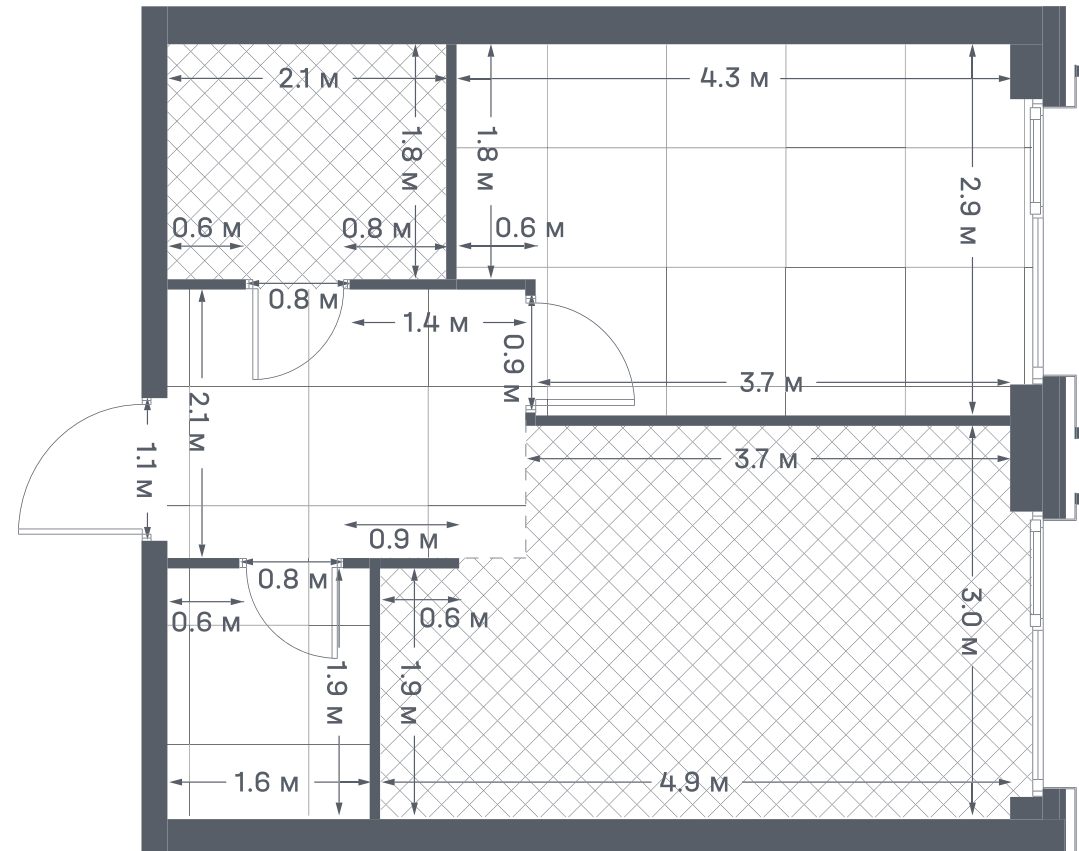 2.1 м
4.3 м
1.8 м
1.8 м
2.9 м
0.6 м
0.8 м
0.6 м
0.8 м
1.4 м
0.9 м
3.7 м
2.1 м
1.1 м
3.7 м
0.9 м
0.8 м
0.6 м
0.6 м
3.0 м
1.9 м
1.9 м
1.6 м
4.9 м